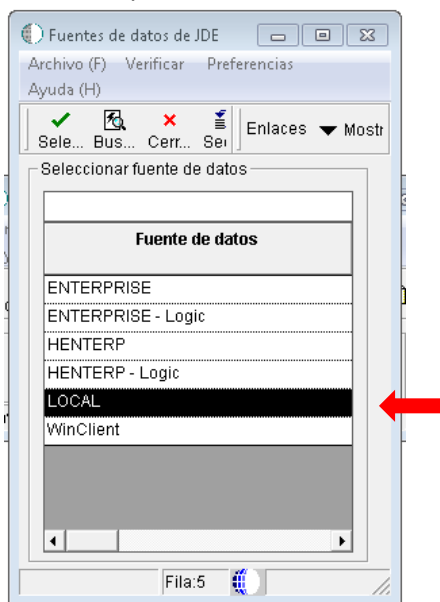 Fuentes de datos de JDE
Archivo (F) Verificar Preferencias
Ayuda (H)
Sele... Bus... Cerr... Sei Enlaces Mostr
Seleccionar fuente de datos
Fuente de datos
ENTERPRISE
ENTERPRISE - Logic
HENTERP
HENTERP - Logic
LOCAL
WinClient
Fila:5